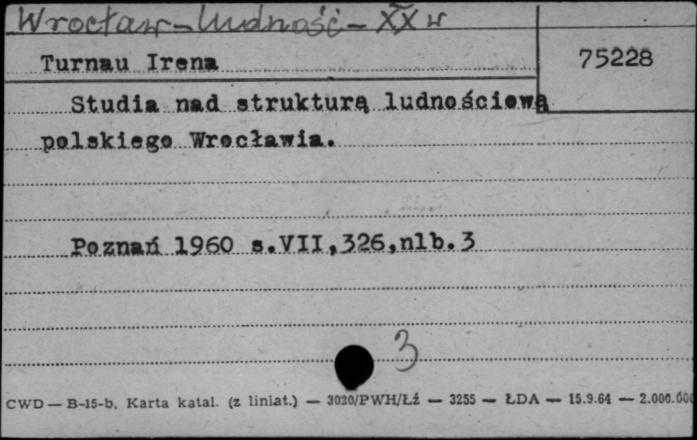 Wrocław - ludność - XX w
75228
Turnau Irena
Studia nad strukturą ludnościową
polskiego Wrocławia.
Poznań 1960 s.VII,326,nlb.3
3
CWD — B-15-b, Karta katal. (z liniat.) — 3020/PWH/Łź — 3255 — ŁDA — 15.9.64 — 2.000.000